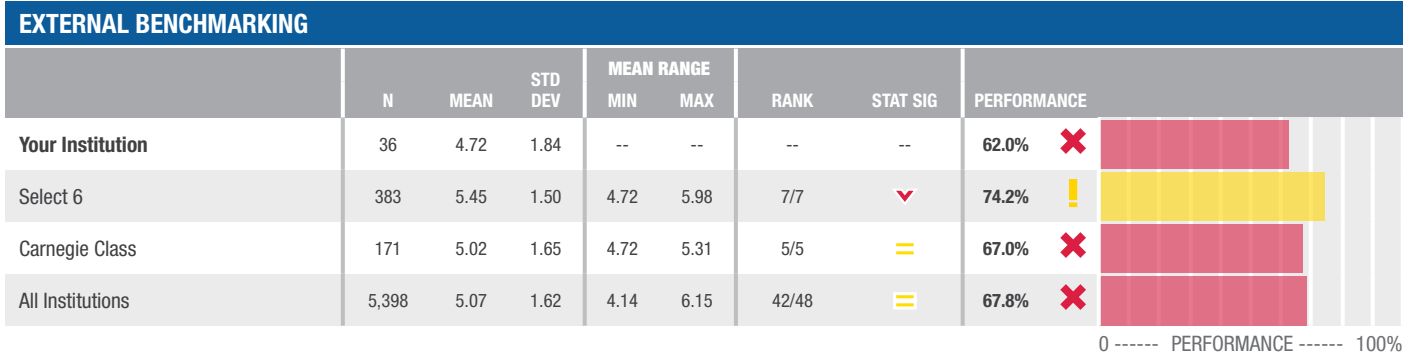 EXTERNAL BENCHMARKING
MEAN RANGE
N MEAN STD DEV MIN MAX RANK STAT SIG PERFORMANCE
Your Institution 36 4.72 1.84 -- -- -- -- 62.0%
Select 6 383 5.45 1.50 4.72 5.98 7/7 74.2%
Carnegie Class 171 5.02 1.65 4.72 5.31 5/5 = 67.0%
All Institutions 5,398 5.07 1.62 4.14 6.15 42/48 = 67.8%
0 ------ PERFORMANCE ------ 100%